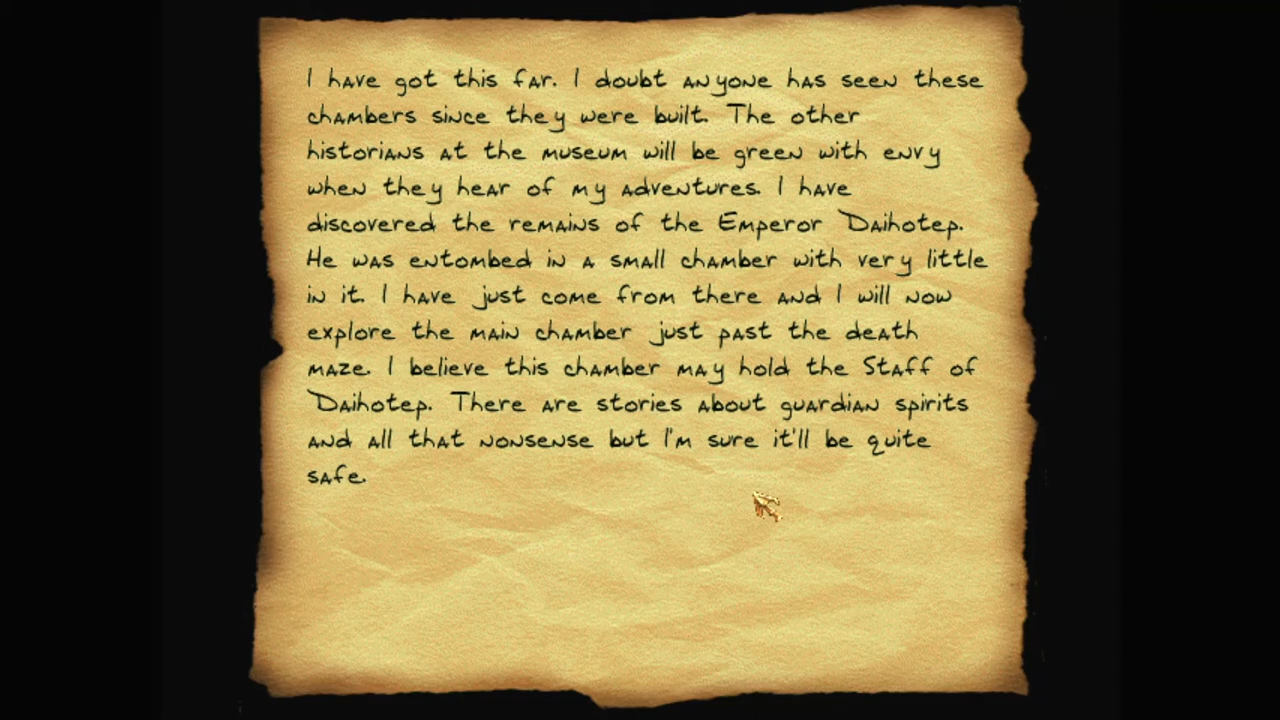 I have got this far. I doubt anyone has seen these
chambers since they were built. The other
historians at the museum will be green with envy
when they hear of my adventures. I have
discovered the remains of the Emperor Daihotep.
He was entombed in a small chamber with very little
in it. I have just come from there and I will now
explore the main chamber just past the death
maze. I believe this chamber may hold the Staff of
Daihotep. There are stories about guardian spirits
and all that nonsense but I'm sure it'll be quite
safe.